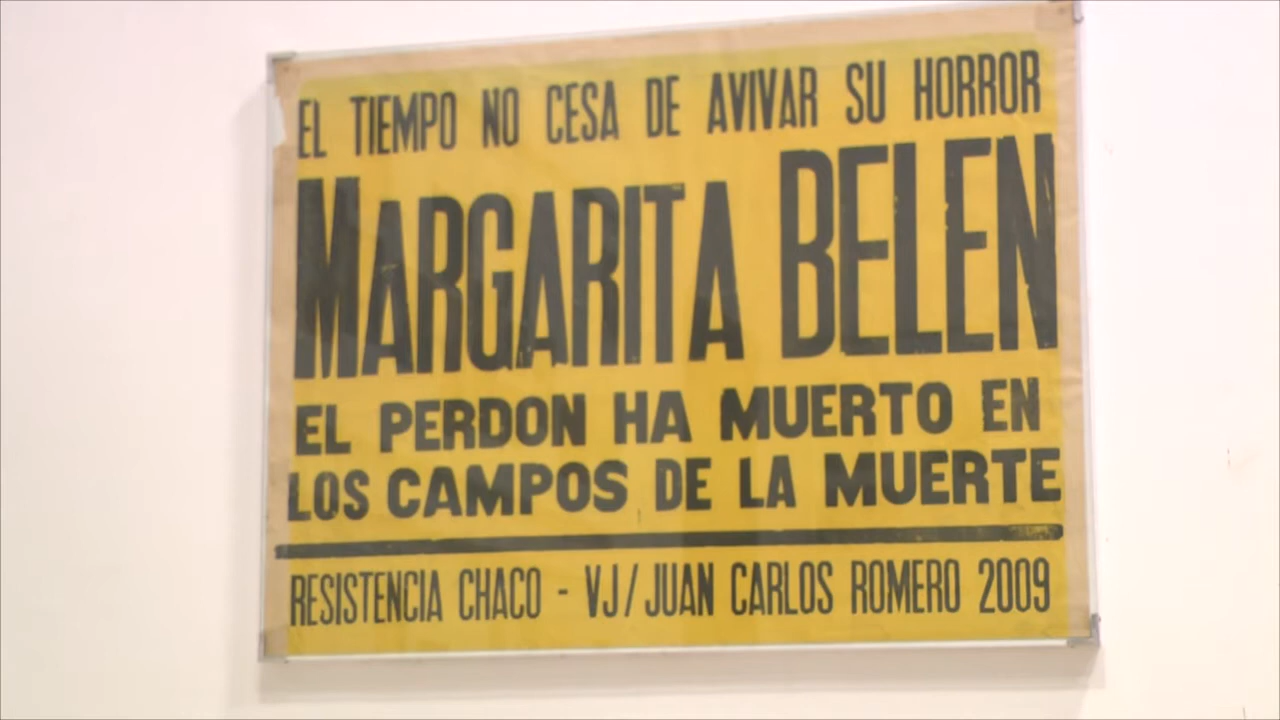 EL TIEMPO NO CESA DE AVIVAR SU HORROR
MARGARITA BELEN
EL PERDON HA MUERTO EN
LOS CAMPOS DE LA MUERTE
RESISTENCIA CHACO - VJ/JUAN CARLOS ROMERO 2009